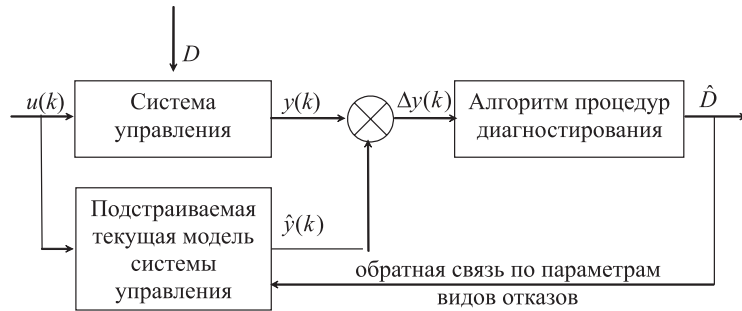 D
u(k)
Система
управления
y(k)
Δy(k)
Алгоритм процедур
диагностирования
D̂
Подстраиваемая
текущая модель
системы
управления
ŷ(k)
обратная связь по параметрам
видов отказов